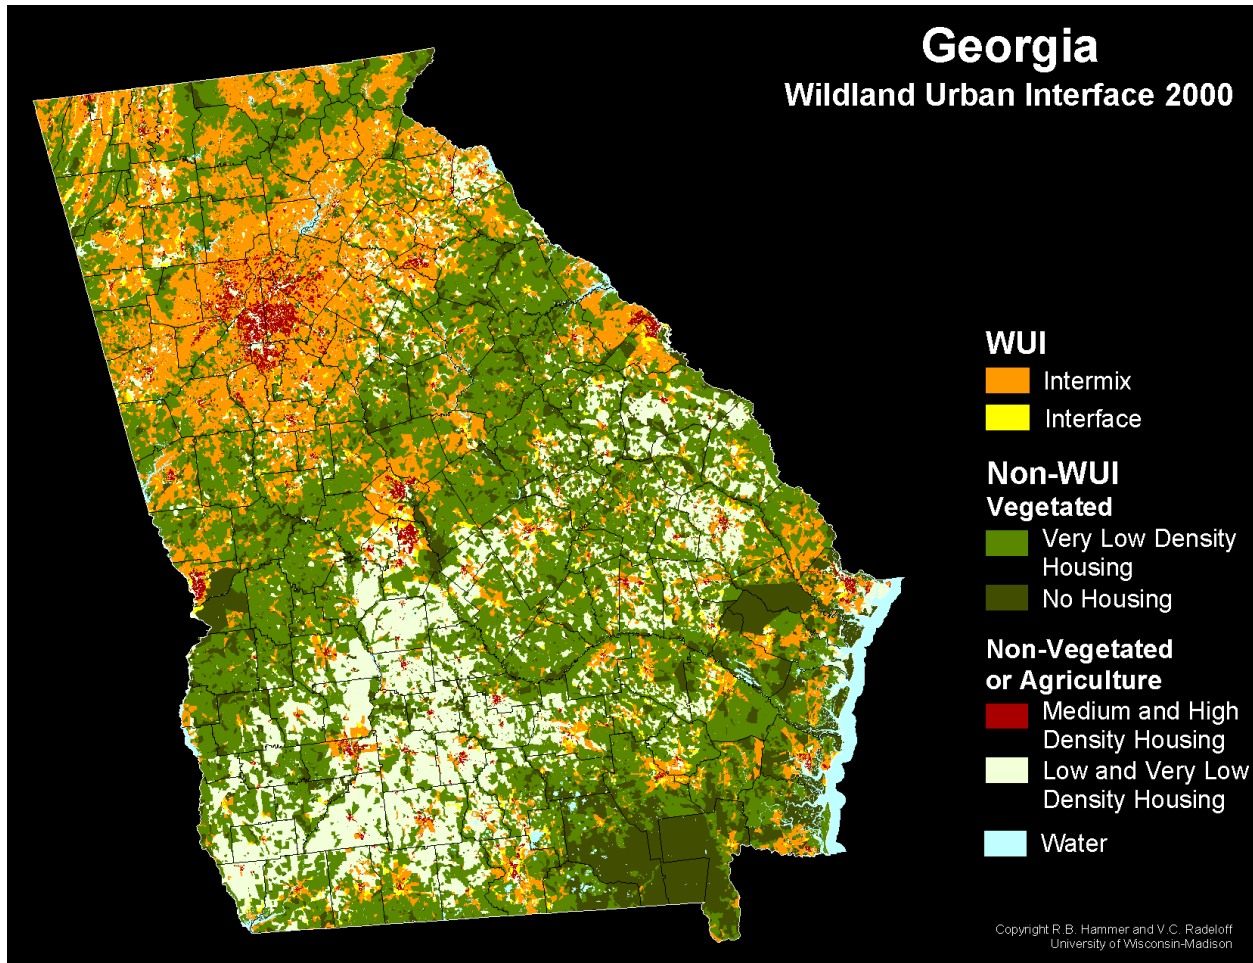 Georgia
Wildland Urban Interface 2000
WUI
Intermix
Interface
Non-WUI
Vegetated
Very Low Density
Housing
No Housing
Non-Vegetated
or Agriculture
Medium and High
Density Housing
Low and Very Low
Density Housing
Water
Copyright R.B. Hammer and V.C. Radeloff
University of Wisconsin-Madison